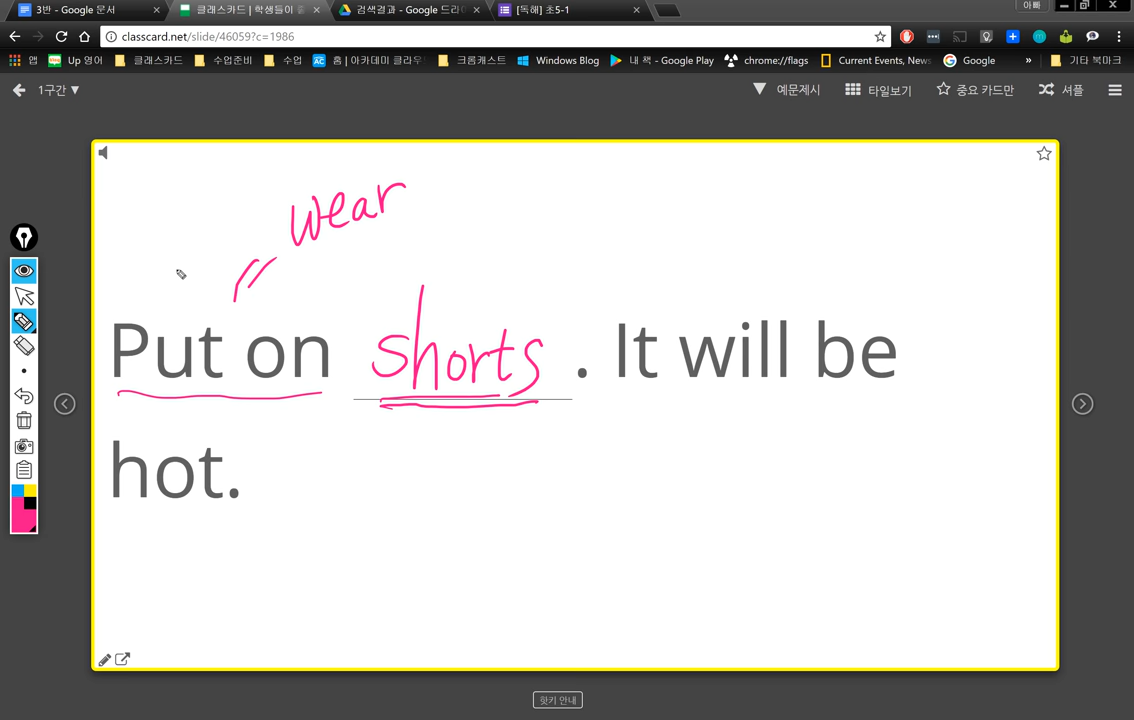 3반 - Google 문서
클래스카드 | 학생들이 좋
검색결과 - Google 드라이
[독해] 초5-1
아빠
classcard.net/slide/46059?c=1986
앱 Up 영어 클래스카드 수업준비 수업 홈 | 아카데미 클라우 크롬캐스트 Windows Blog 내 책 - Google Play chrome://flags Current Events, News Google » 기타 북마크
1구간 ▼ ▼ 예문제시 타일보기 중요 카드만 셔플
wear
Put on shorts . It will be
hot.
핫키 안내